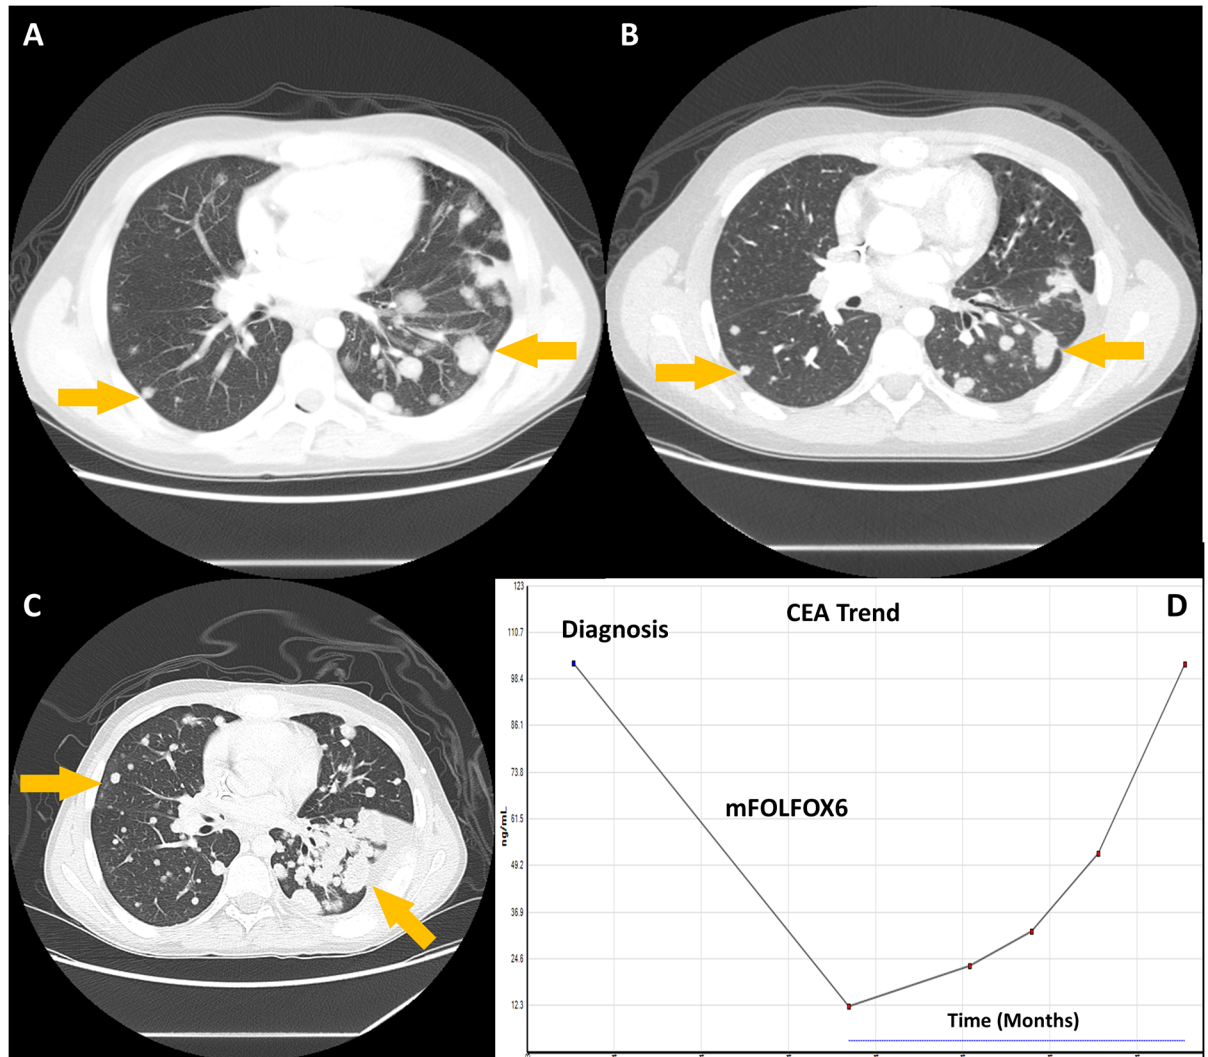 A
B
C
D
CEA Trend
Diagnosis
mFOLFOX6
Time (Months)
ng/mL
123
110.7
98.4
86.1
73.8
61.5
49.2
36.9
24.6
12.3